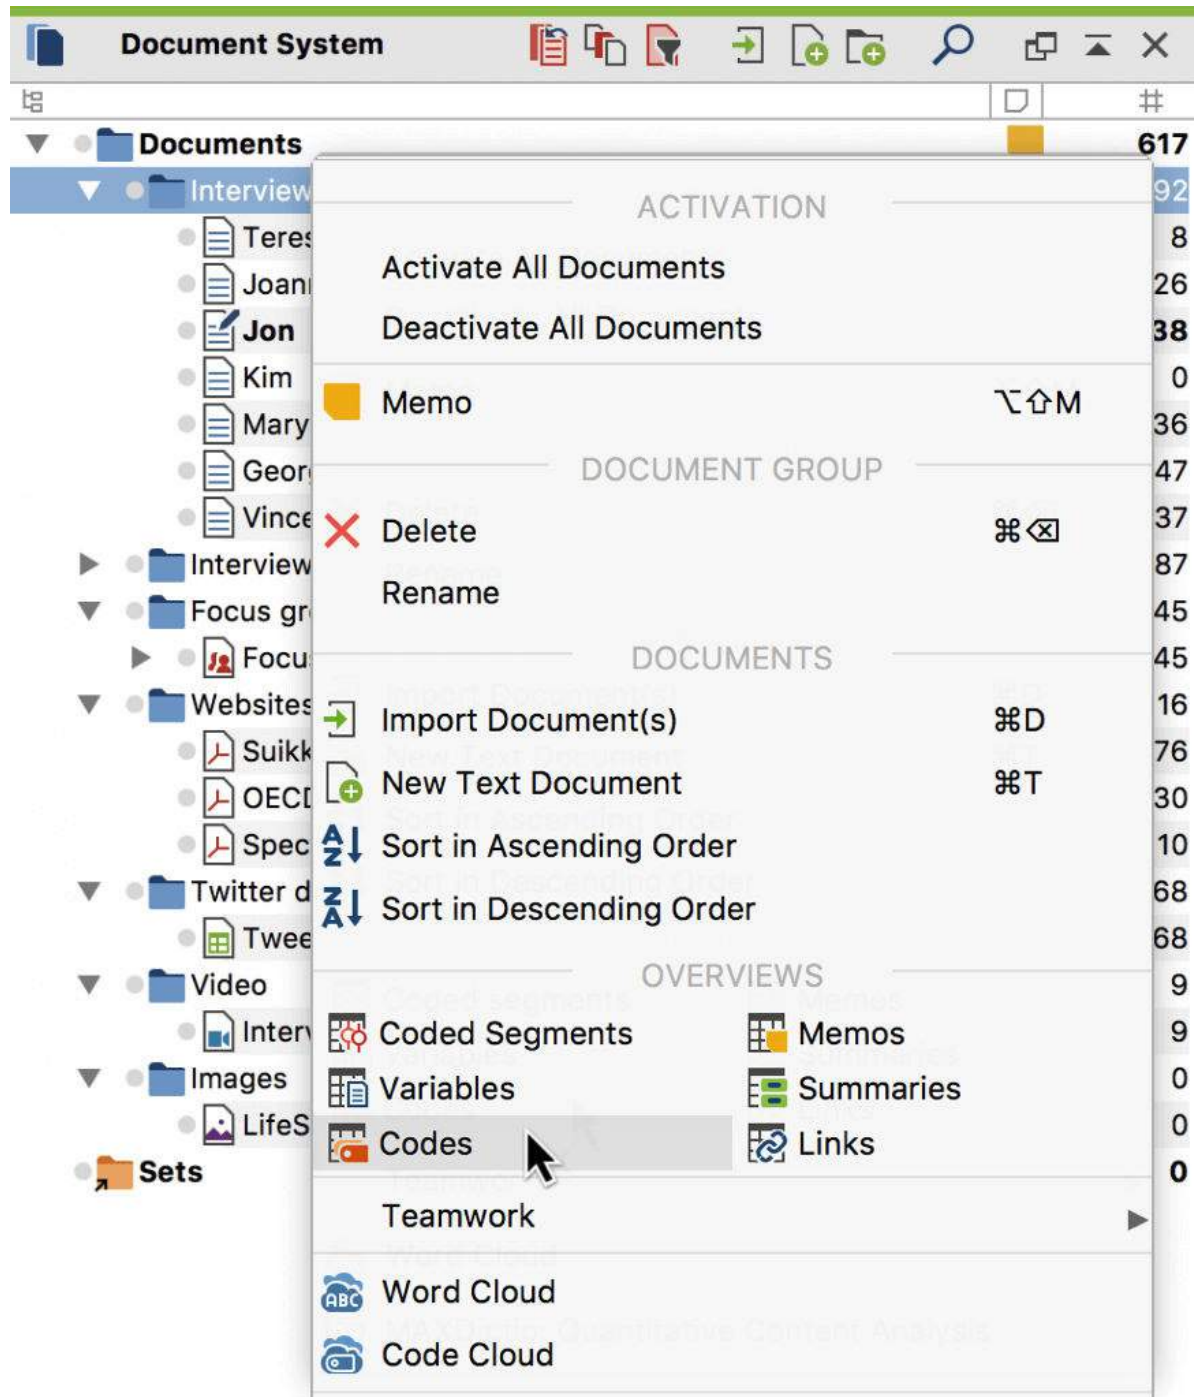 Document System
#
Documents 617
Interview 92
ACTIVATION
Teres 8
Activate All Documents
Joan 26
Deactivate All Documents
Jon 38
Kim 0
Memo ⌥⇧M
Mary 36
DOCUMENT GROUP
Geor 47
Vince 37
Delete ⌘⌫
Interview 87
Rename
Focus gr 45
DOCUMENTS
Focu 45
Websites 16
Import Document(s) ⌘D
Suikk 76
New Text Document ⌘T
OECD 30
Sort in Ascending Order
Spec 10
Twitter d 68
Sort in Descending Order
Twee 68
OVERVIEWS
Video 9
Coded Segments Memos
Interv 9
Images 0
Variables Summaries
LifeS 0
Codes Links
Sets 0
Teamwork
Word Cloud
Code Cloud